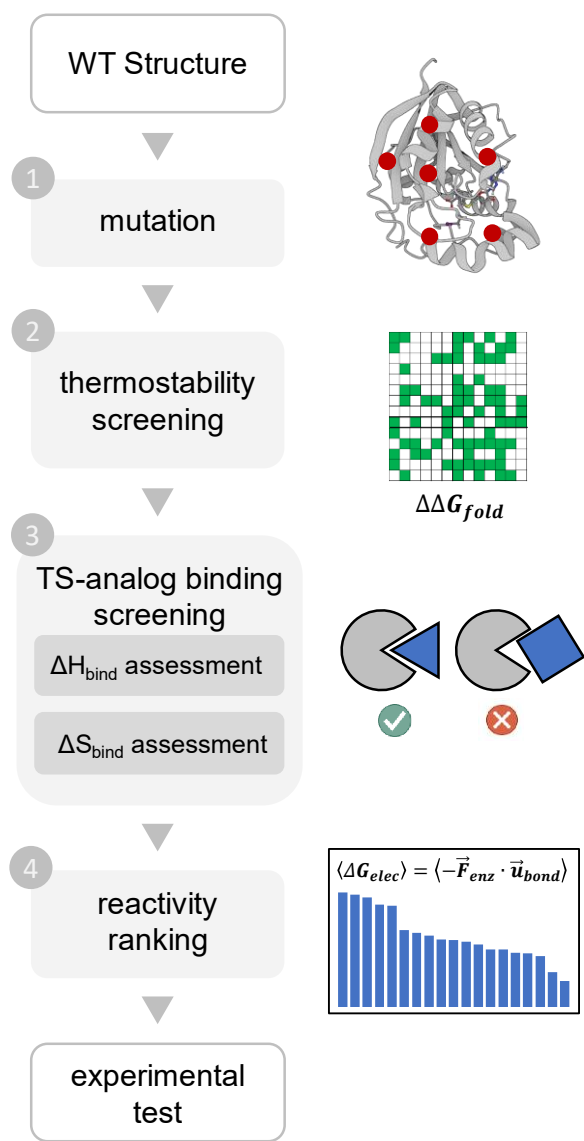 WT Structure
1
mutation
2
thermostability
screening
ΔΔG_fold
3
TS-analog binding
screening
ΔH_bind assessment
ΔS_bind assessment
4
reactivity
ranking
⟨ΔG_elec⟩ = ⟨−F⃗_enz · u⃗_bond⟩
experimental
test